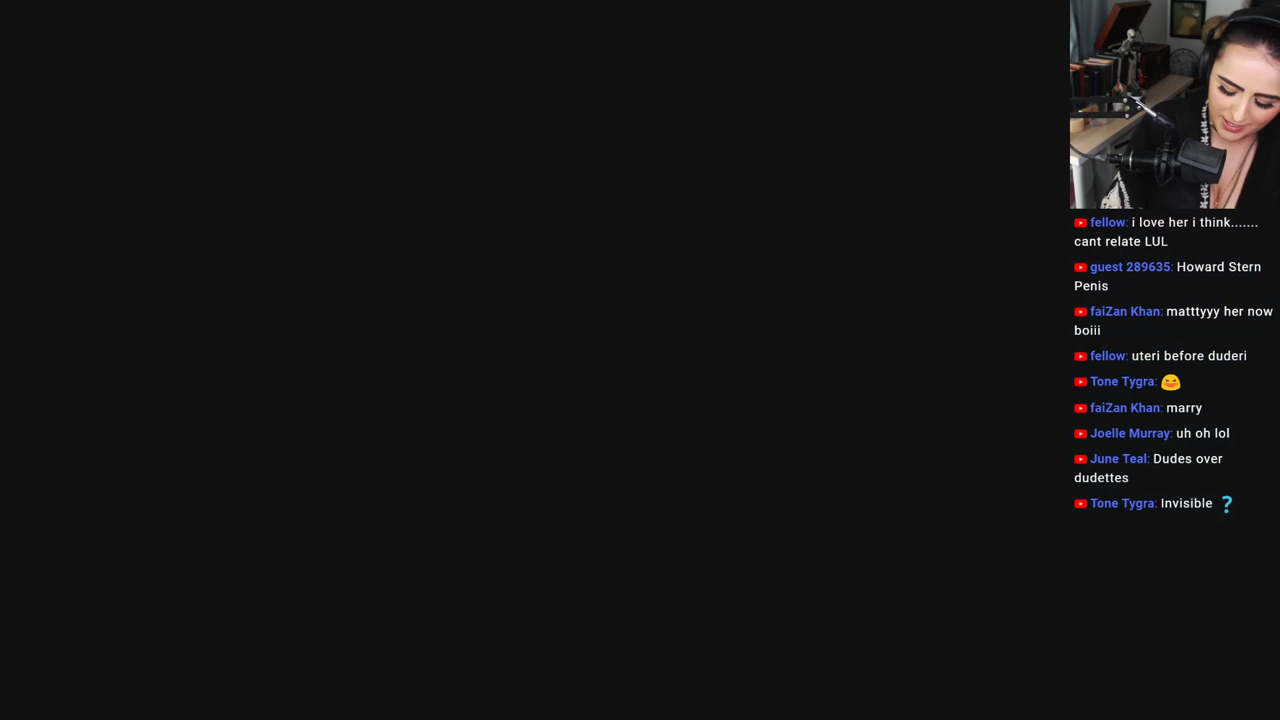 fellow: i love her i think.......
cant relate LUL
guest 289635: Howard Stern
Penis
faiZan Khan: matttyyy her now
boiii
fellow: uteri before duderi
Tone Tygra:
faiZan Khan: marry
Joelle Murray: uh oh lol
June Teal: Dudes over
dudettes
Tone Tygra: Invisible ❓